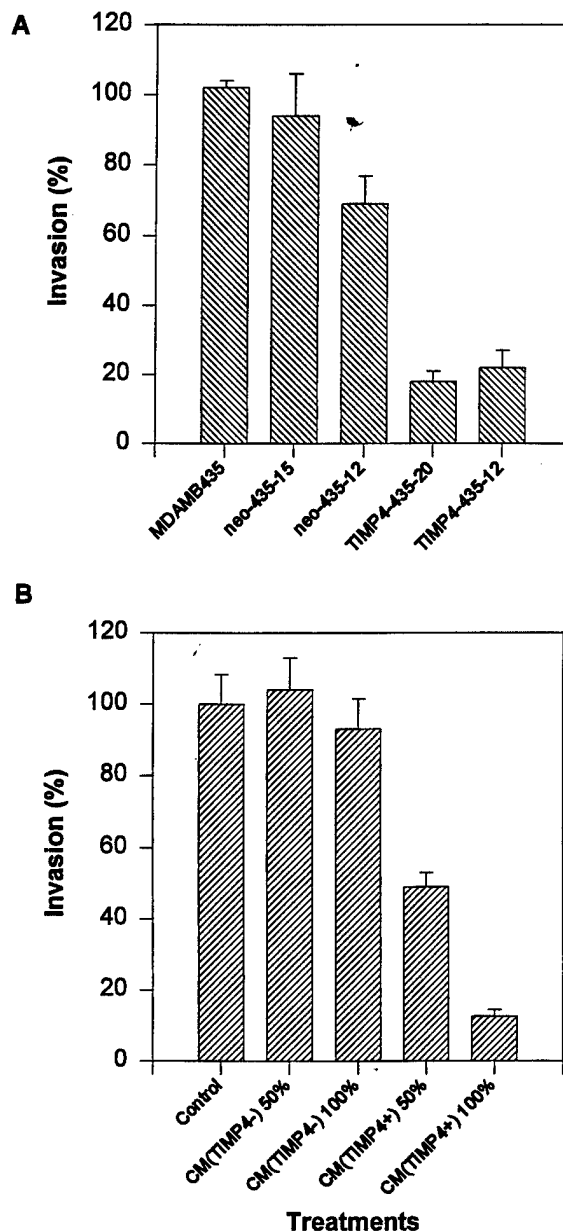 A
120
100
80
60
40
20
0
Invasion (%)
MDAMB435
neo-435-15
neo-435-12
TIMP4-435-20
TIMP4-435-12
B
120
100
80
60
40
20
0
Invasion (%)
Control
CM(TIMP4-) 50%
CM(TIMP4-) 100%
CM(TIMP4+) 50%
CM(TIMP4+) 100%
Treatments